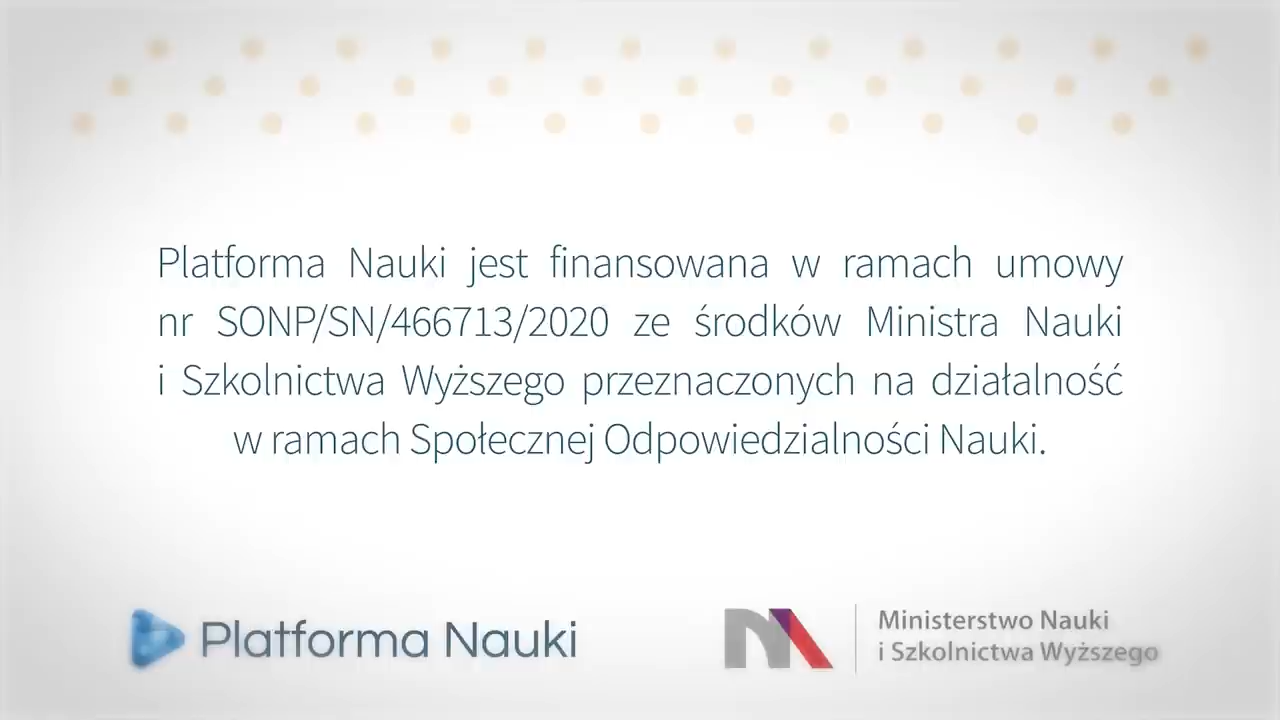 Platforma Nauki jest finansowana w ramach umowy
nr SONP/SN/466713/2020 ze środków Ministra Nauki
i Szkolnictwa Wyższego przeznaczonych na działalność
w ramach Społecznej Odpowiedzialności Nauki.
Platforma Nauki
Ministerstwo Nauki
i Szkolnictwa Wyższego